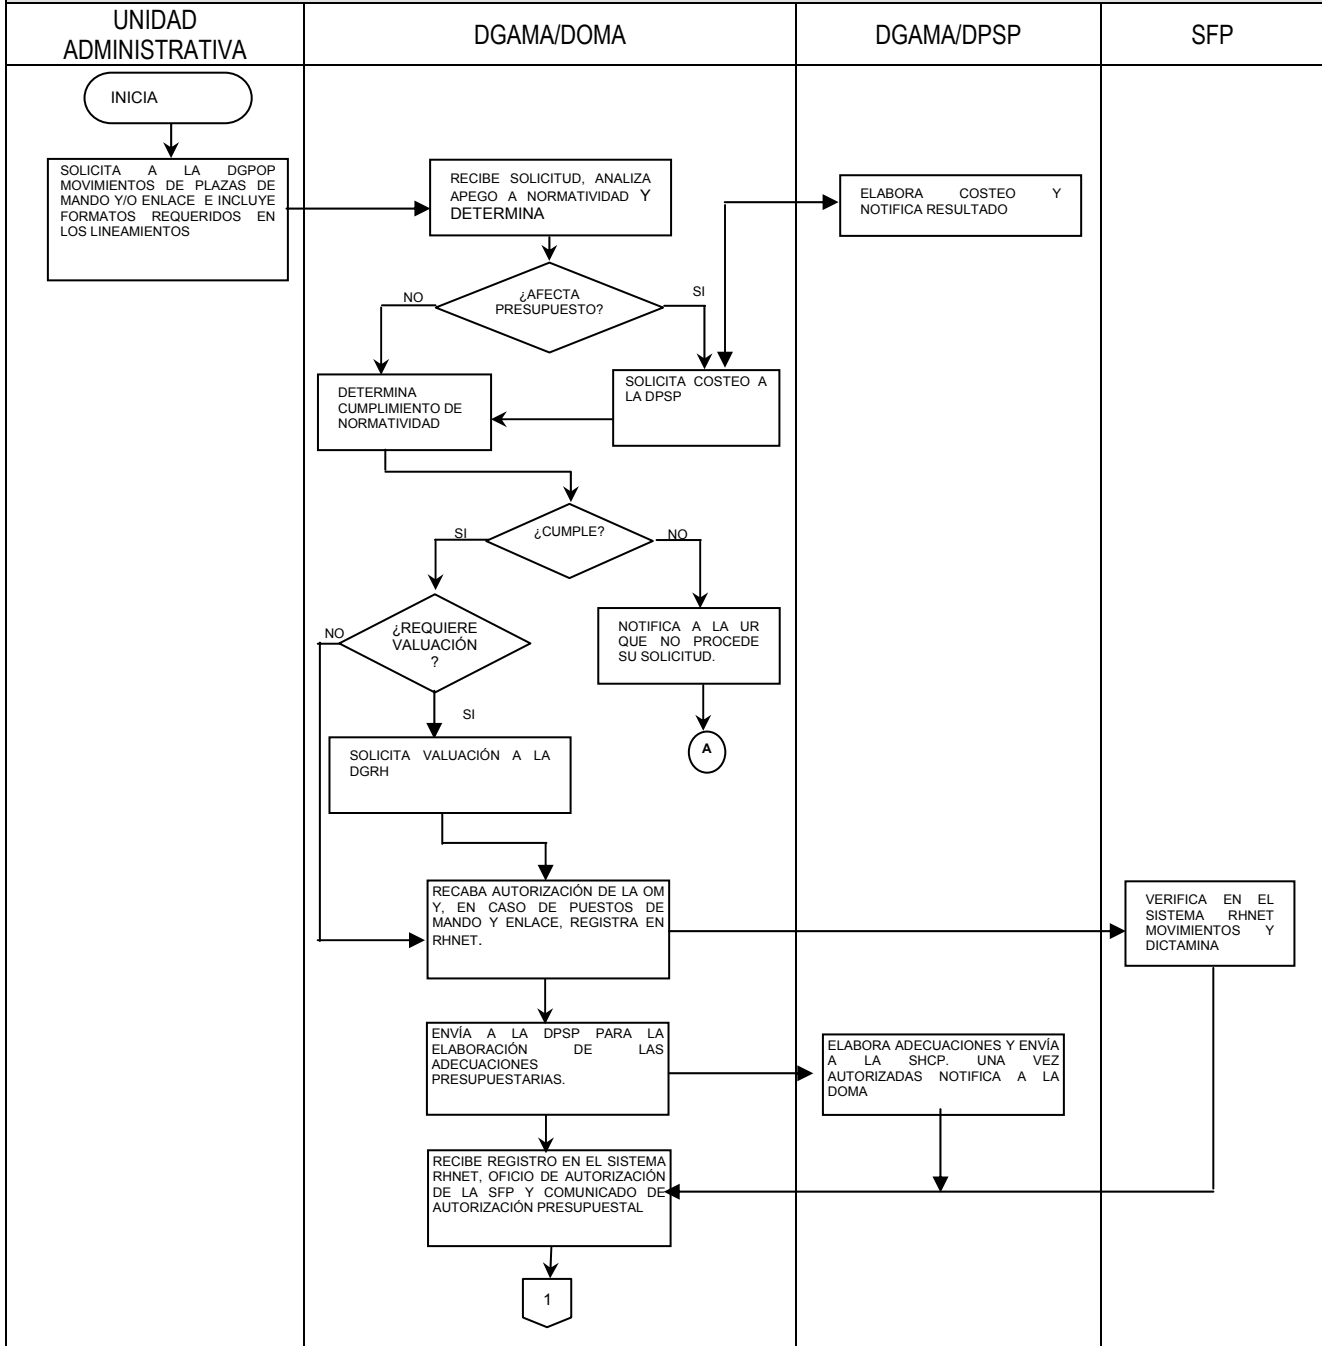 UNIDAD
ADMINISTRATIVA
DGAMA/DOMA
DGAMA/DPSP
SFP
INICIA
SOLICITA A LA DGPOP
MOVIMIENTOS DE PLAZAS DE
MANDO Y/O ENLACE E INCLUYE
FORMATOS REQUERIDOS EN
LOS LINEAMIENTOS
RECIBE SOLICITUD, ANALIZA
APEGO A NORMATIVIDAD Y
DETERMINA
ELABORA COSTEO Y
NOTIFICA RESULTADO
¿AFECTA
PRESUPUESTO?
NO
SI
DETERMINA
CUMPLIMIENTO DE
NORMATIVIDAD
SOLICITA COSTEO A
LA DPSP
¿CUMPLE?
SI
NO
¿REQUIERE
VALUACIÓN
?
NO
SI
NOTIFICA A LA UR
QUE NO PROCEDE
SU SOLICITUD.
A
SOLICITA VALUACIÓN A LA
DGRH
RECABA AUTORIZACIÓN DE LA OM
Y, EN CASO DE PUESTOS DE
MANDO Y ENLACE, REGISTRA EN
RHNET.
VERIFICA EN EL
SISTEMA RHNET
MOVIMIENTOS Y
DICTAMINA
ENVÍA A LA DPSP PARA LA
ELABORACIÓN DE LAS
ADECUACIONES
PRESUPUESTARIAS.
ELABORA ADECUACIONES Y ENVÍA
A LA SHCP. UNA VEZ
AUTORIZADAS NOTIFICA A LA
DOMA
RECIBE REGISTRO EN EL SISTEMA
RHNET, OFICIO DE AUTORIZACIÓN
DE LA SFP Y COMUNICADO DE
AUTORIZACIÓN PRESUPUESTAL
1